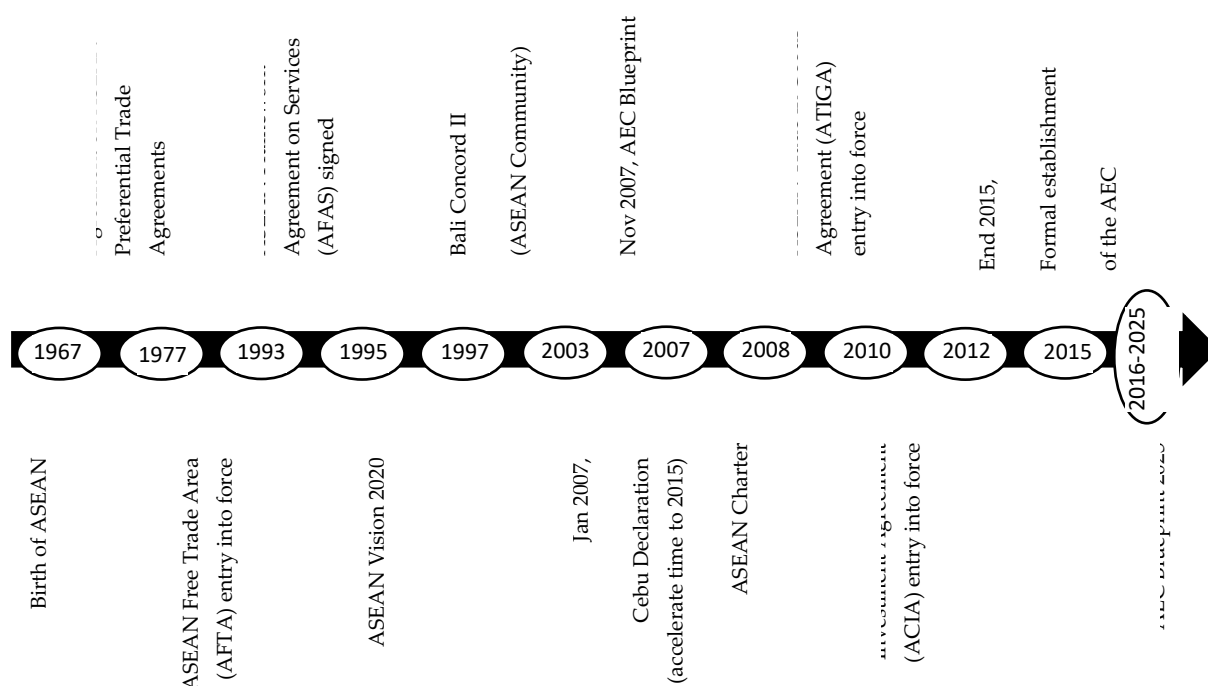 Preferential Trade
Agreements
Agreement on Services
(AFAS) signed
Bali Concord II
(ASEAN Community)
Nov 2007, AEC Blueprint
Agreement (ATIGA)
entry into force
End 2015,
Formal establishment
of the AEC
1967
1977
1993
1995
1997
2003
2007
2008
2010
2012
2015
2016-2025
Birth of ASEAN
ASEAN Free Trade Area
(AFTA) entry into force
ASEAN Vision 2020
Jan 2007,
Cebu Declaration
(accelerate time to 2015)
ASEAN Charter
Investment Agreement
(ACIA) entry into force